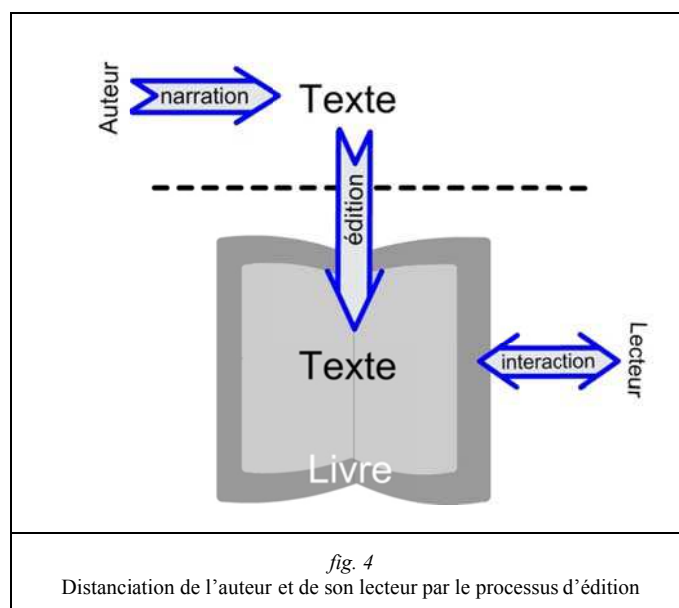 Auteur
narration
Texte
édition
Texte
interaction
Lecteur
Livre
fig. 4
Distanciation de l’auteur et de son lecteur par le processus d’édition